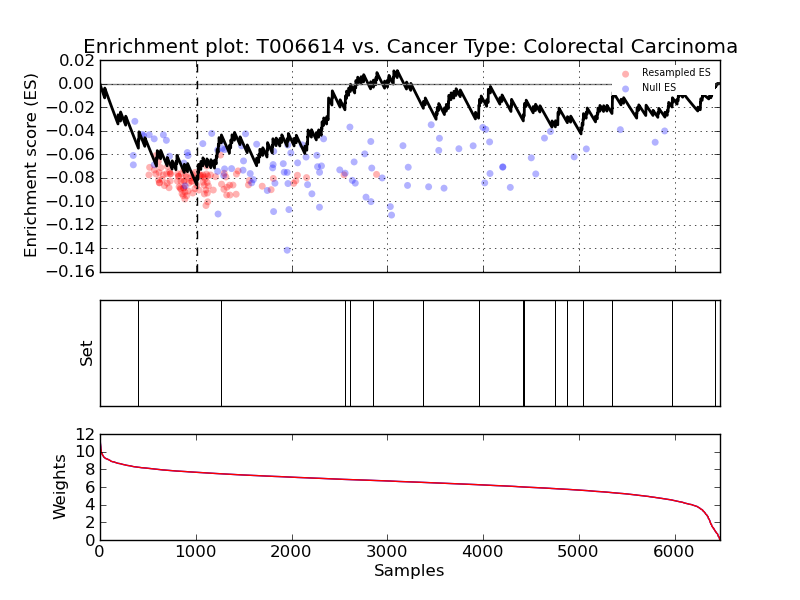 Enrichment plot: T006614 vs. Cancer Type: Colorectal Carcinoma
Enrichment score (ES)
0.02
0.00
−0.02
−0.04
−0.06
−0.08
−0.10
−0.12
−0.14
−0.16
Resampled ES
Null ES
Set
Weights
12
10
8
6
4
2
0
0 1000 2000 3000 4000 5000 6000
Samples